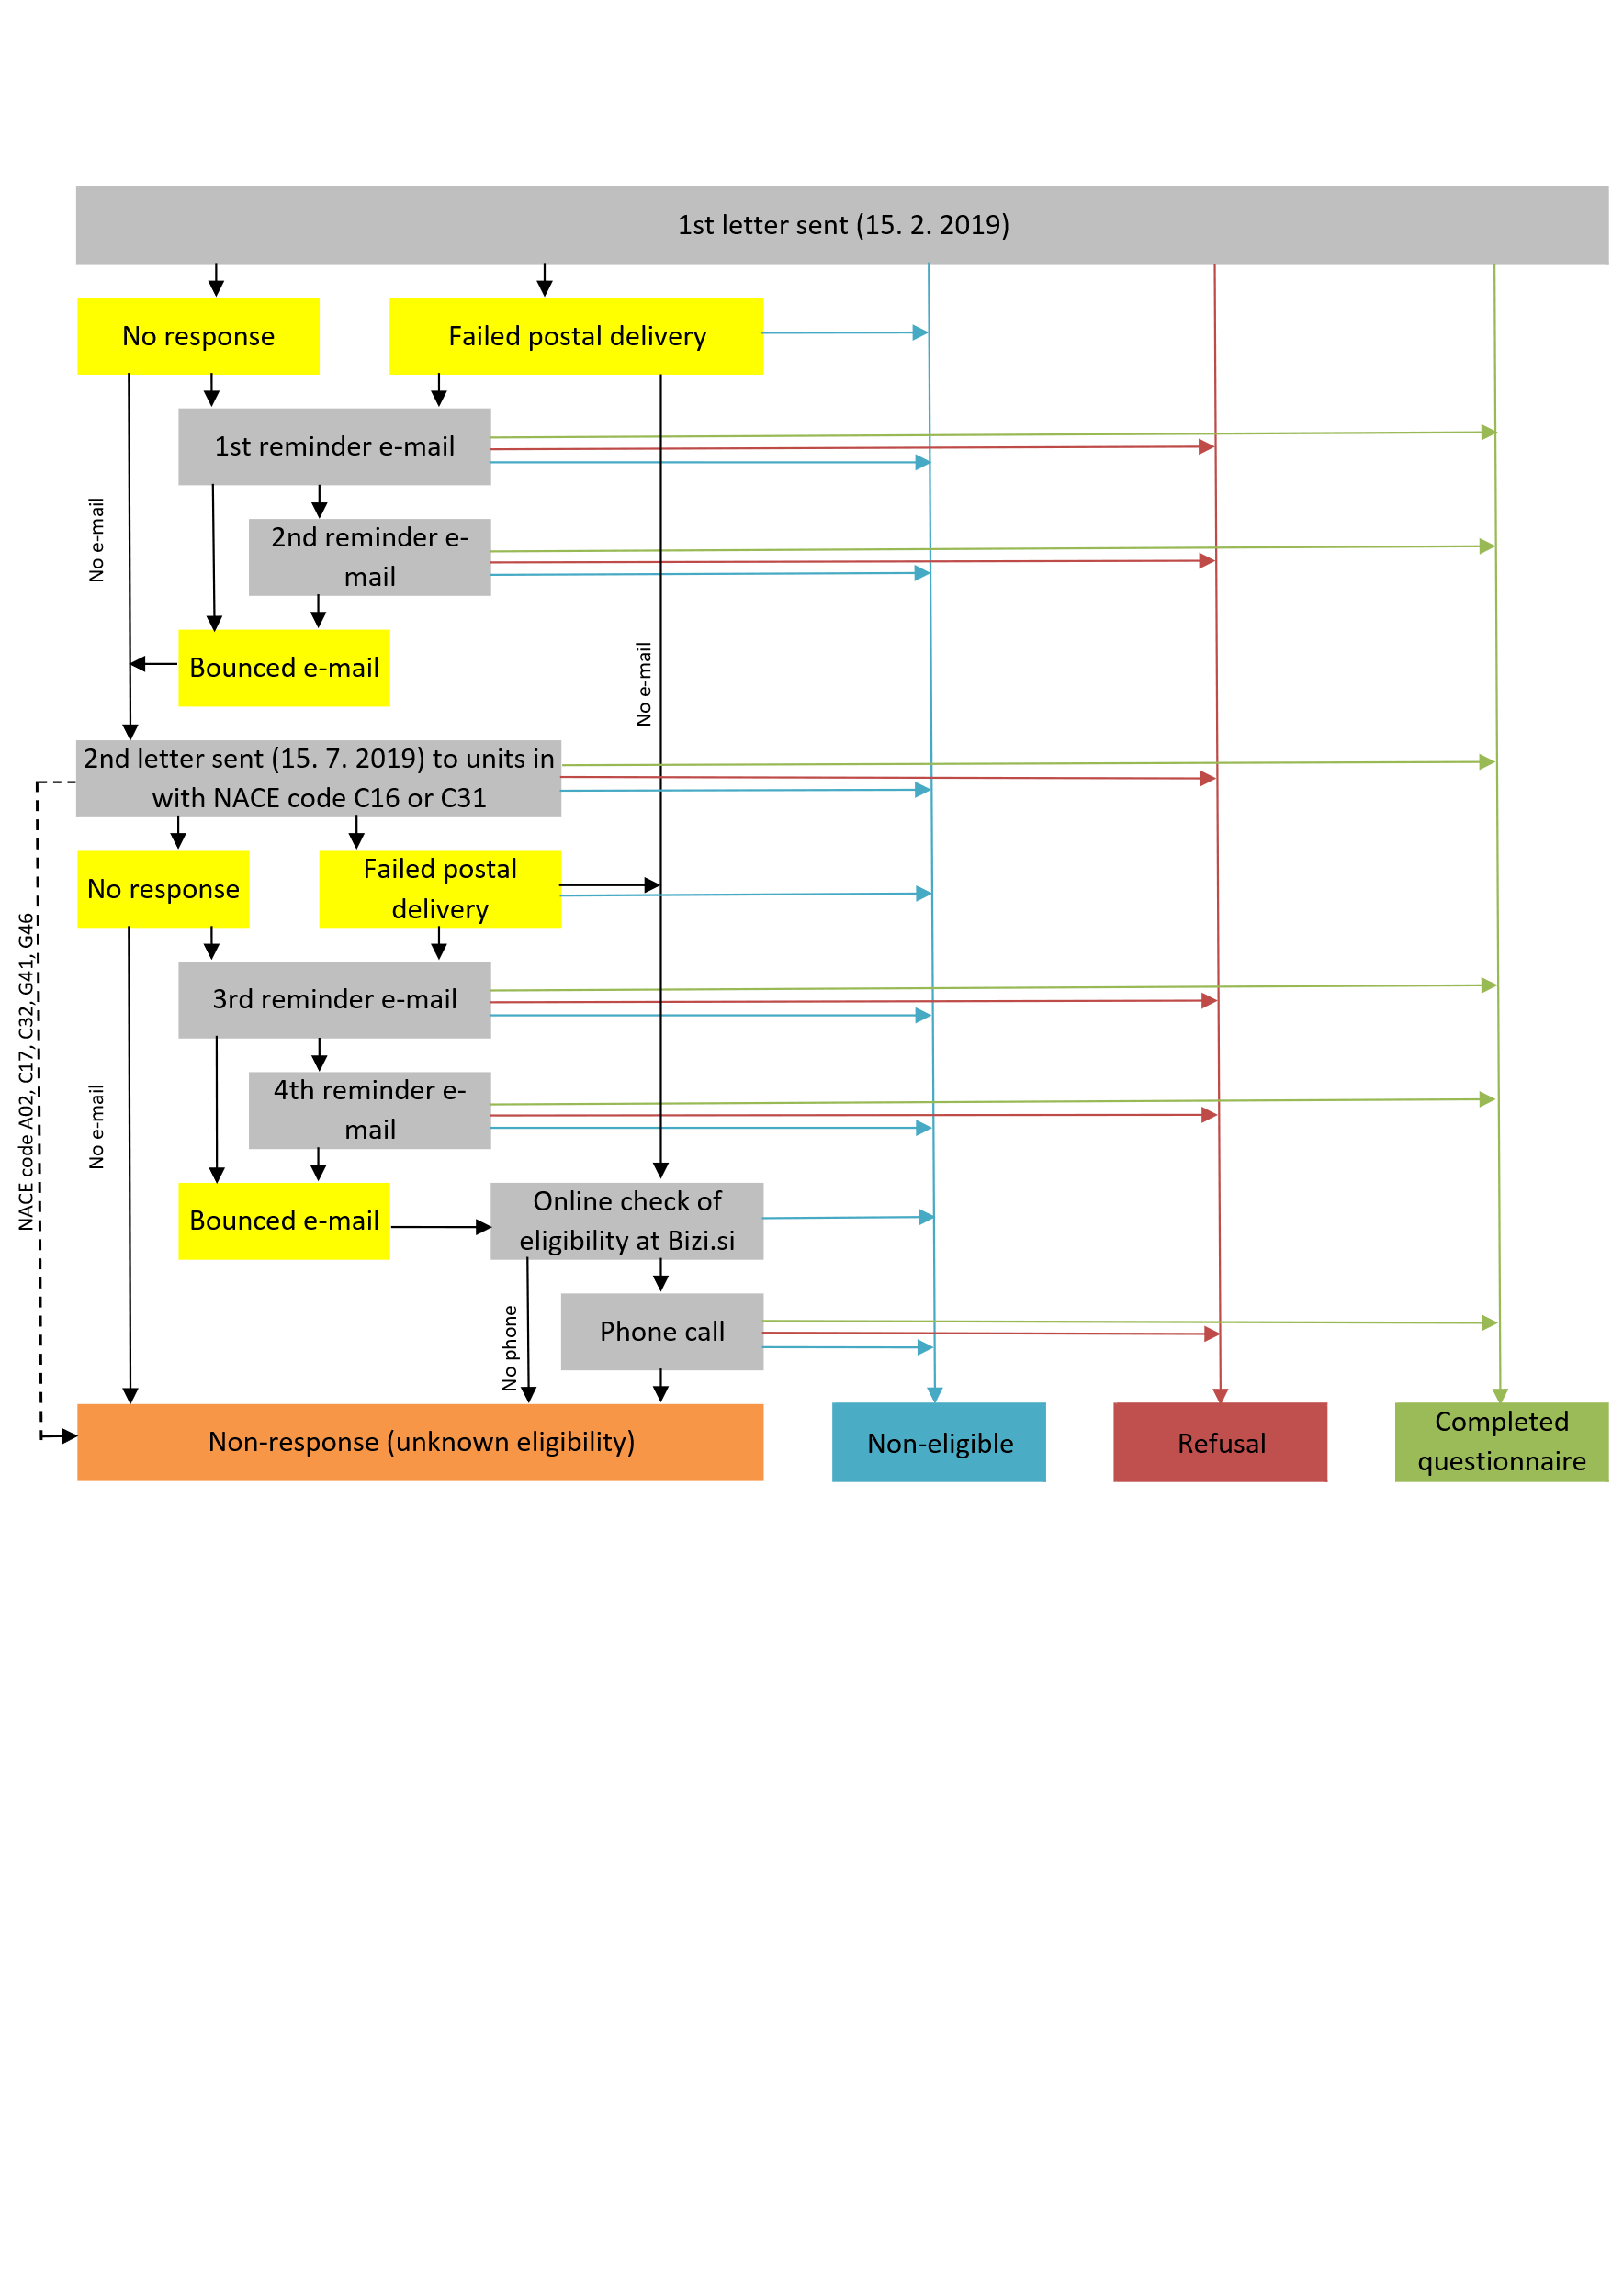 1st letter sent (15. 2. 2019)
No response
Failed postal delivery
1st reminder e-mail
No e-mail
2nd reminder e-
mail
Bounced e-mail
No e-mail
2nd letter sent (15. 7. 2019) to units in
with NACE code C16 or C31
No response
Failed postal
delivery
NACE code A02, C17, C32, G41, G46
3rd reminder e-mail
No e-mail
4th reminder e-
mail
Bounced e-mail
Online check of
eligibility at Bizi.si
No phone
Phone call
Non-response (unknown eligibility)
Non-eligible
Refusal
Completed
questionnaire